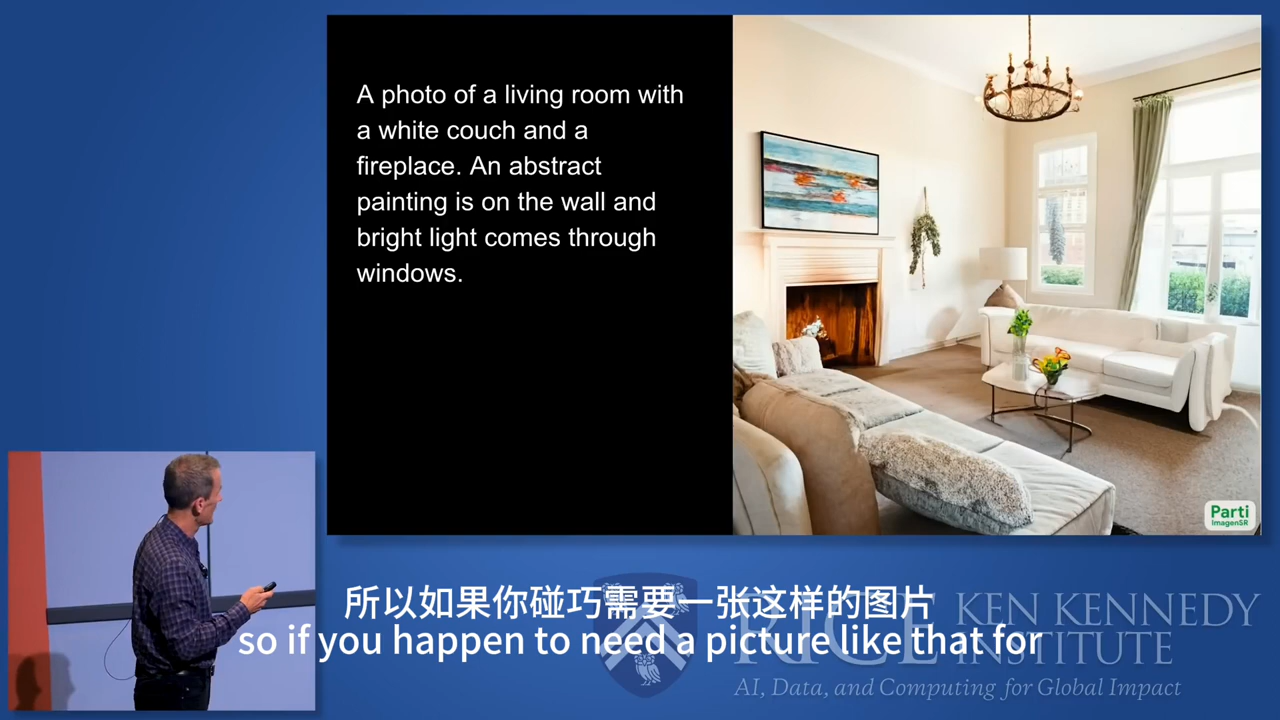 A photo of a living room with
a white couch and a
fireplace. An abstract
painting is on the wall and
bright light comes through
windows.
Parti
ImagenSR
所以如果你碰巧需要一张这样的图片
so if you happen to need a picture like that for
RICE
KEN KENNEDY
INSTITUTE
AI, Data, and Computing for Global Impact